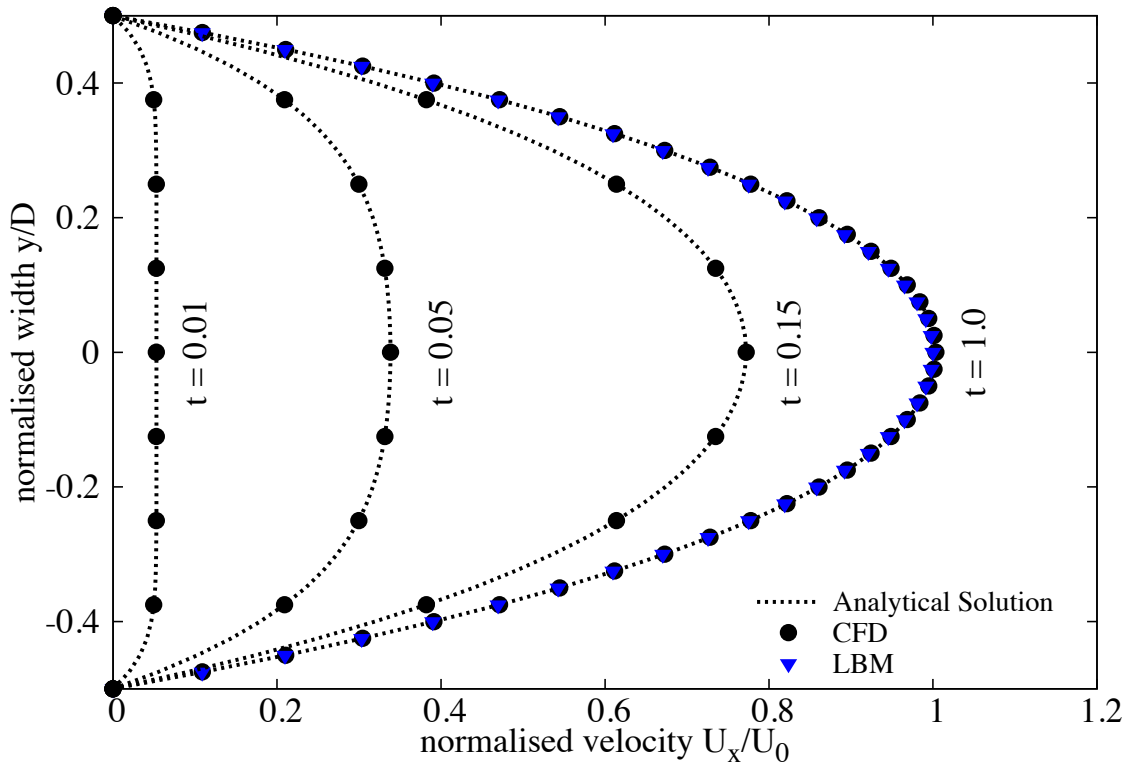 0.4
0.2
0
-0.2
-0.4
normalised width y/D
t = 0.01
t = 0.05
t = 0.15
t = 1.0
Analytical Solution
CFD
LBM
0
0.2
0.4
0.6
0.8
1
1.2
normalised velocity Uₓ/U₀